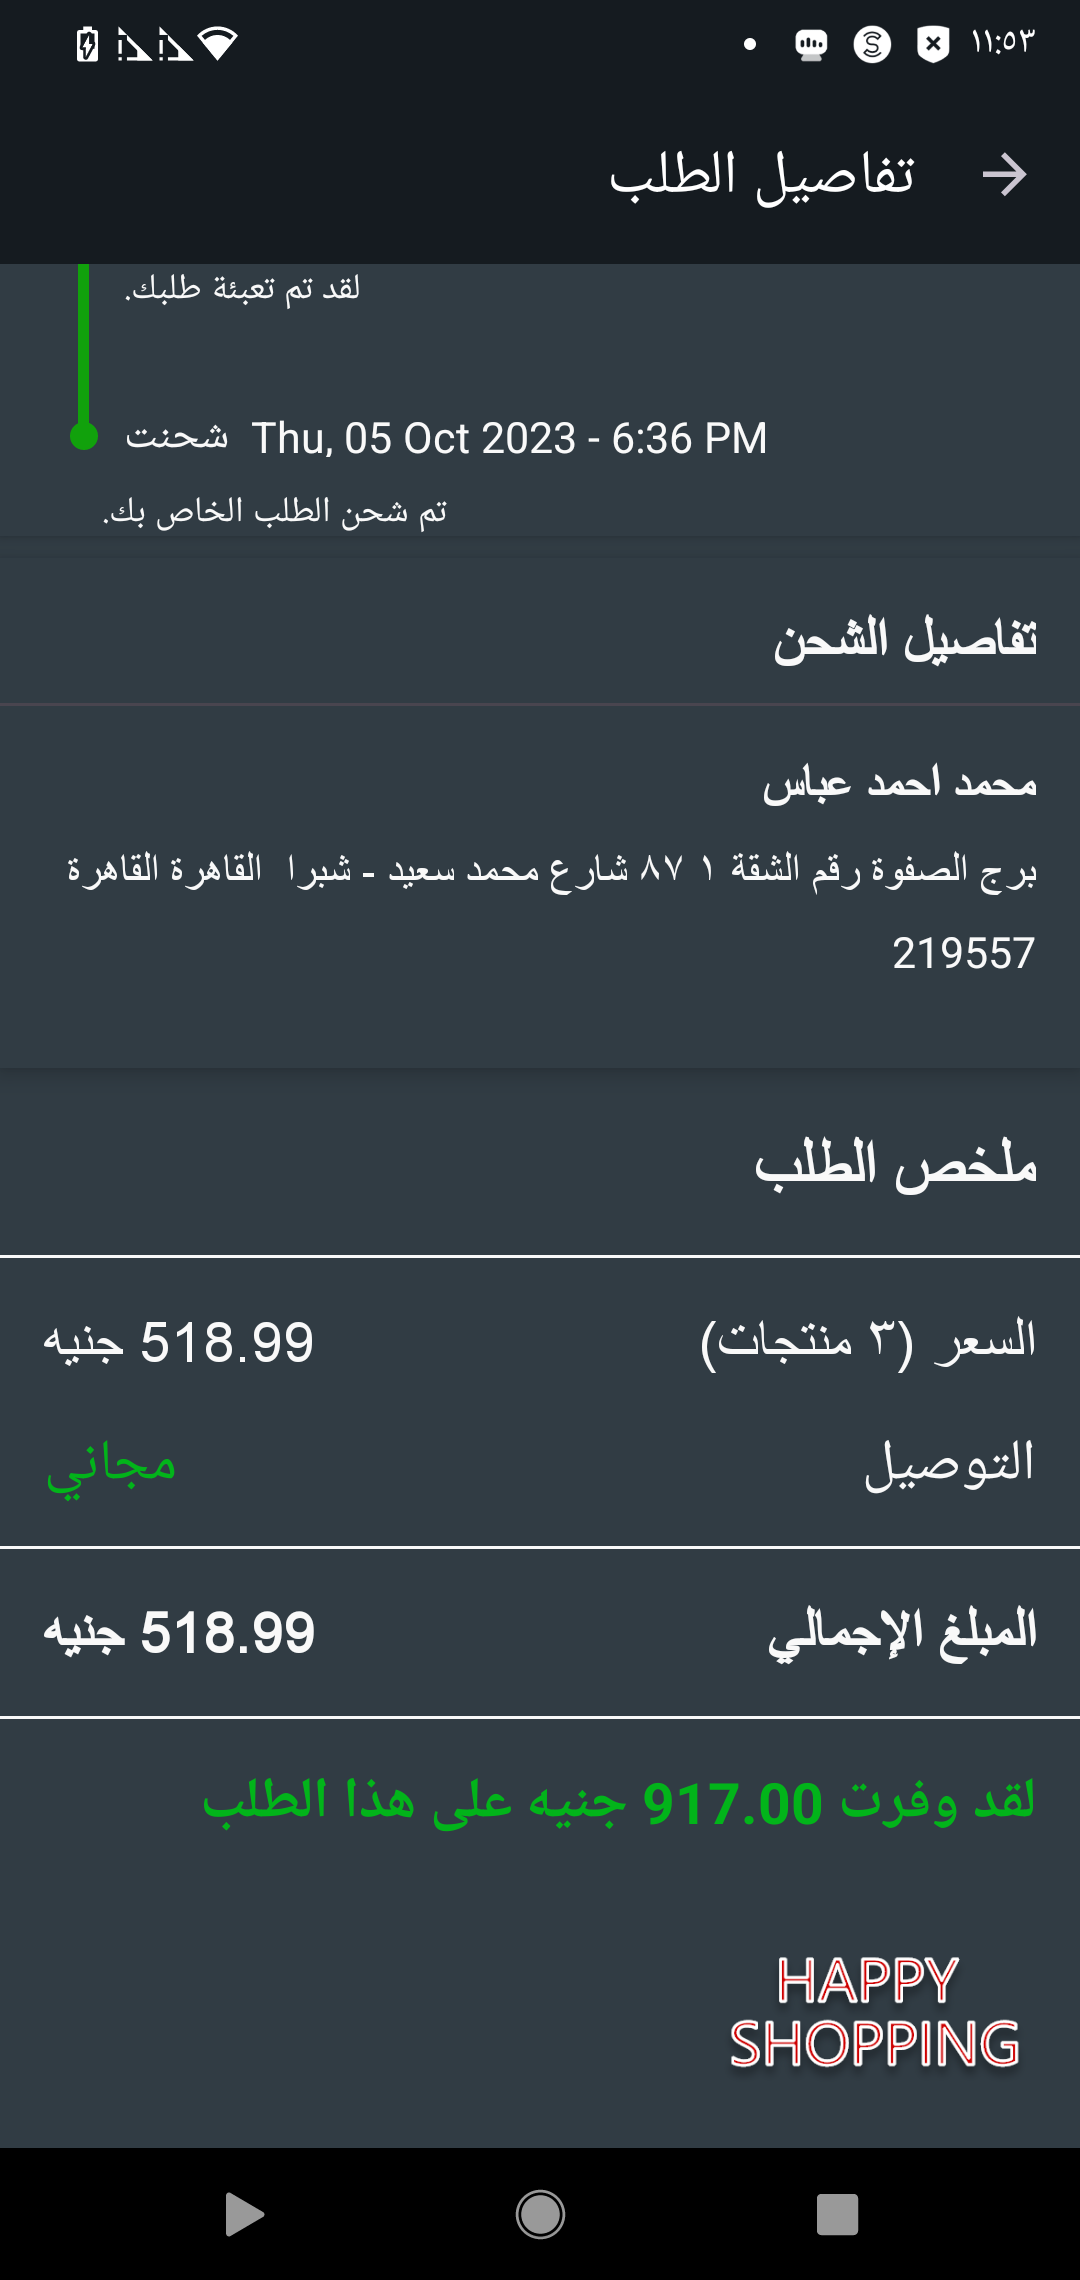 ١١:٥٣
تفاصيل الطلب
لقد تم تعبئة طلبك.
شحنت Thu, 05 Oct 2023 - 6:36 PM
تم شحن الطلب الخاص بك.
تفاصيل الشحن
محمد احمد عباس
برج الصفوة رقم الشقة ١ ٨٧ شارع محمد سعيد - شبرا القاهرة القاهرة
219557
ملخص الطلب
السعر (٣ منتجات) 518.99 جنيه
التوصيل مجاني
المبلغ الإجمالي 518.99 جنيه
لقد وفرت 917.00 جنيه على هذا الطلب
HAPPY
SHOPPING